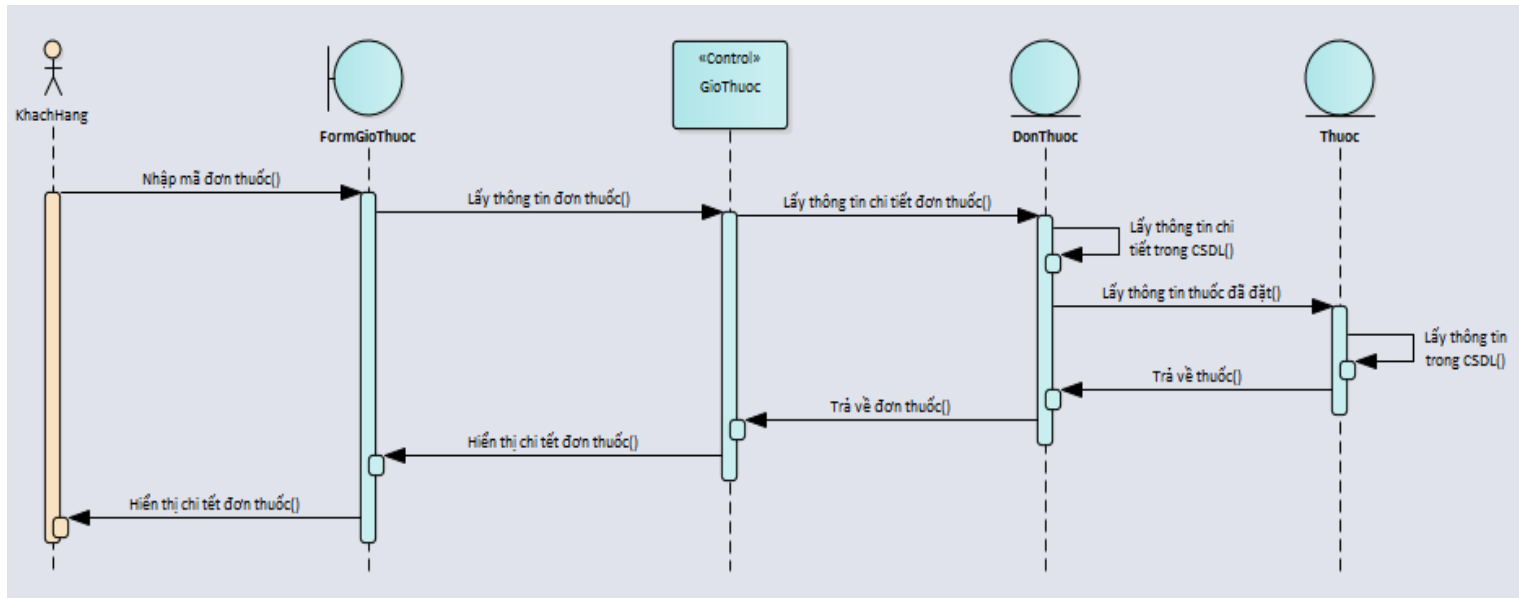 «Control»
GioThuoc
KhachHang
FormGioThuoc
DonThuoc
Thuoc
Nhập mã đơn thuốc()
Lấy thông tin đơn thuốc()
Lấy thông tin chi tiết đơn thuốc()
Lấy thông tin chi
tiết trong CSDL()
Lấy thông tin thuốc đã đặt()
Lấy thông tin
trong CSDL()
Trả về thuốc()
Trả về đơn thuốc()
Hiển thị chi tết đơn thuốc()
Hiển thị chi tết đơn thuốc()